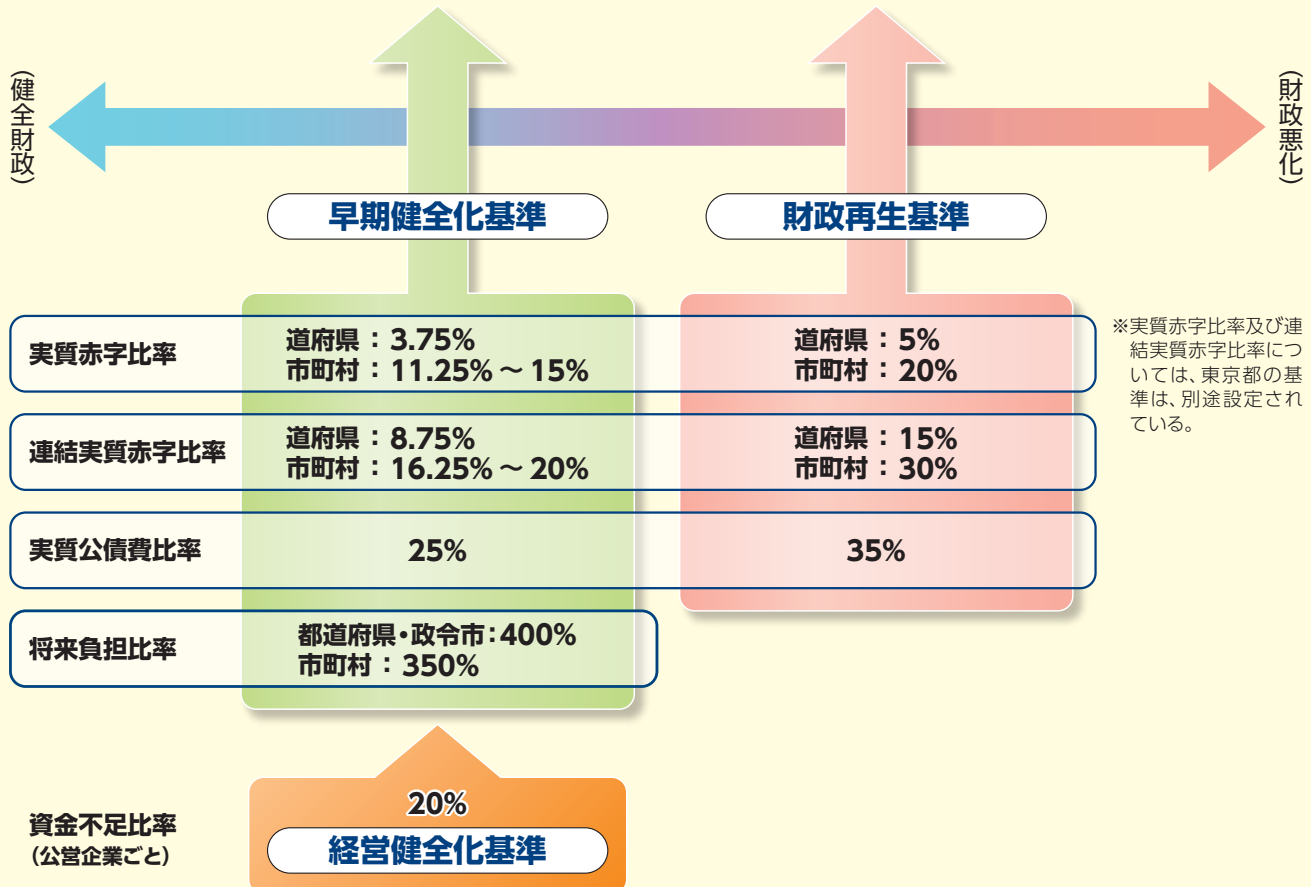 (健全財政)
(財政悪化)
早期健全化基準
財政再生基準
実質赤字比率
道府県：3.75%
市町村：11.25%～15%
道府県：5%
市町村：20%
※実質赤字比率及び連
結実質赤字比率につ
いては、東京都の基
準は、別途設定され
ている。
連結実質赤字比率
道府県：8.75%
市町村：16.25%～20%
道府県：15%
市町村：30%
実質公債費比率
25%
35%
将来負担比率
都道府県・政令市：400%
市町村：350%
資金不足比率
(公営企業ごと)
20%
経営健全化基準